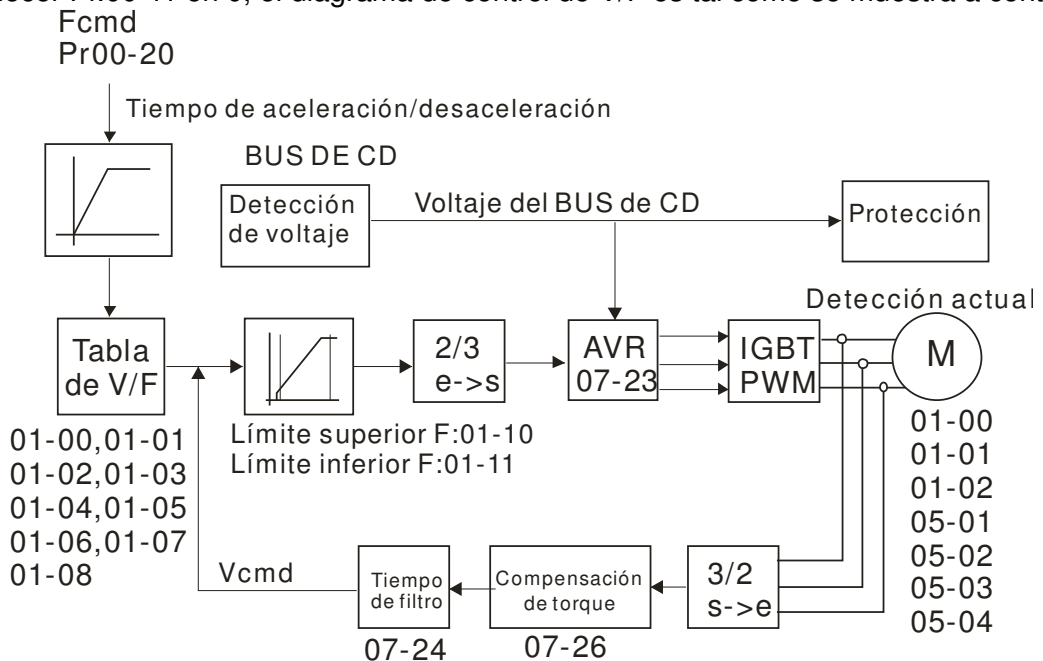 Fcmd
Pr00-20
Tiempo de aceleración/desaceleración
BUS DE CD
Detección
de voltaje
Voltaje del BUS de CD
Protección
Detección actual
Tabla
de V/F
2/3
e->s
AVR
07-23
IGBT
PWM
M
01-00,01-01
01-02,01-03
01-04,01-05
01-06,01-07
01-08
Límite superior F:01-10
Límite inferior F:01-11
01-00
01-01
01-02
05-01
05-02
05-03
05-04
Vcmd
Tiempo
de filtro
07-24
Compensación
de torque
07-26
3/2
s->e